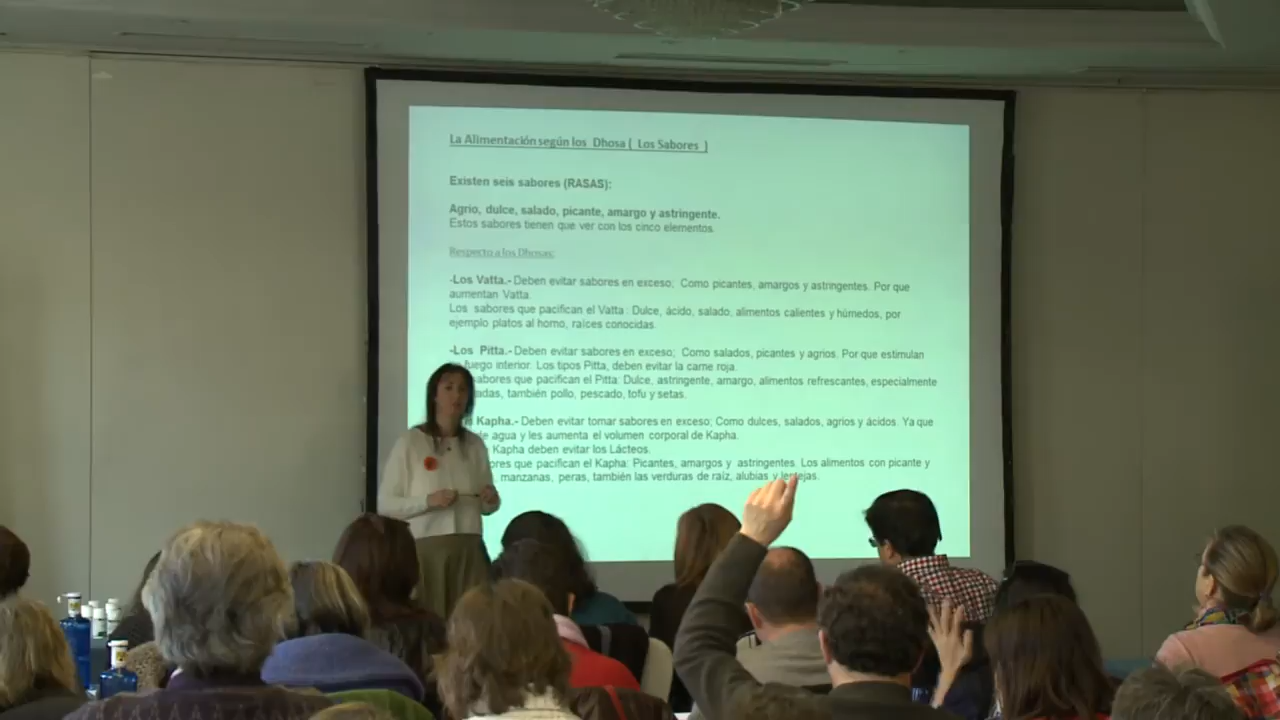 La Alimentación según los Dhosa ( Los Sabores )
Existen seis sabores (RASAS):
Agrio, dulce, salado, picante, amargo y astringente.
Estos sabores tienen que ver con los cinco elementos.
Respecto a los Dhosas:
-Los Vatta.- Deben evitar sabores en exceso; Como picantes, amargos y astringentes. Por que
aumentan Vatta.
Los sabores que pacifican el Vatta : Dulce, ácido, salado, alimentos calientes y húmedos, por
ejemplo platos al horno, raíces conocidas.
-Los Pitta.- Deben evitar sabores en exceso; Como salados, picantes y agrios. Por que estimulan
fuego interior. Los tipos Pitta, deben evitar la carne roja.
sabores que pacifican el Pitta: Dulce, astringente, amargo, alimentos refrescantes, especialmente
adas, también pollo, pescado, tofu y setas.
Kapha.- Deben evitar tomar sabores en exceso; Como dulces, salados, agrios y ácidos. Ya que
de agua y les aumenta el volumen corporal de Kapha.
Kapha deben evitar los Lácteos.
ores que pacifican el Kapha: Picantes, amargos y astringentes. Los alimentos con picante y
, manzanas, peras, también las verduras de raíz, alubias y lentejas.